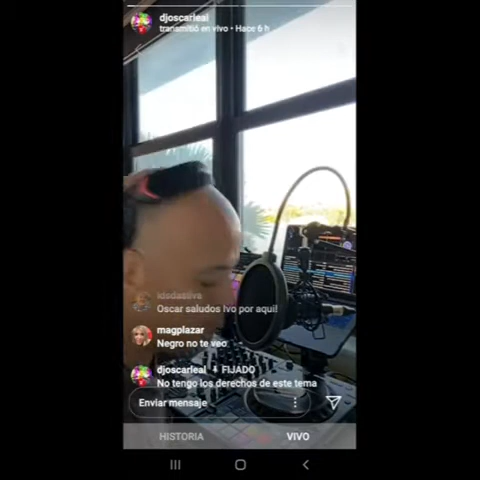 djoscarleal
transmitió en vivo • Hace 6 h
Oscar saludos Ivo por aqui!
magplazar
Negro no te veo
djoscarleal FIJADO
No tengo los derechos de este tema
Enviar mensaje
HISTORIA VIVO